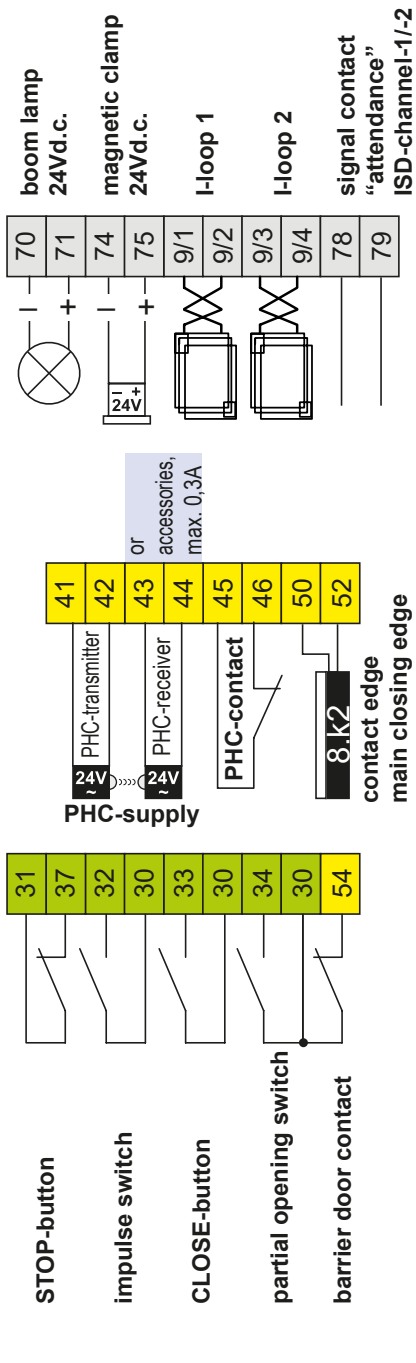 STOP-button
impulse switch
CLOSE-button
partial opening switch
barrier door contact
31
37
32
30
33
30
34
30
54
PHC-supply
24V
~
24V
~
PHC-transmitter
PHC-receiver
PHC-contact
8.k2
contact edge
main closing edge
41
42
43
44
45
46
50
52
or
accessories,
max. 0,3A
24V
– +
– +
– +
70
71
74
75
9/1
9/2
9/3
9/4
78
79
boom lamp
24Vd.c.
magnetic clamp
24Vd.c.
I-loop 1
I-loop 2
signal contact
“attendance”
ISD-channel-1/-2